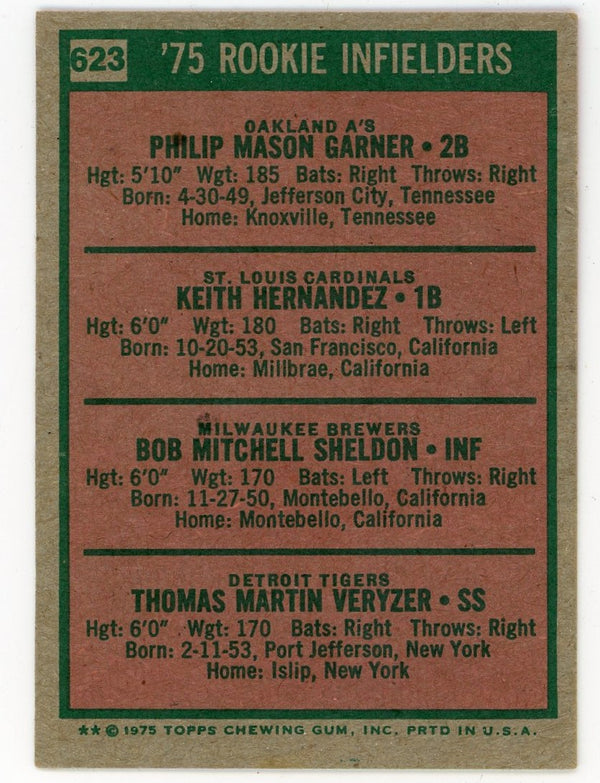 623 '75 ROOKIE INFIELDERS
OAKLAND A'S
PHILIP MASON GARNER • 2B
Hgt: 5'10" Wgt: 185 Bats: Right Throws: Right
Born: 4-30-49, Jefferson City, Tennessee
Home: Knoxville, Tennessee
ST. LOUIS CARDINALS
KEITH HERNANDEZ • 1B
Hgt: 6'0" Wgt: 180 Bats: Right Throws: Left
Born: 10-20-53, San Francisco, California
Home: Millbrae, California
MILWAUKEE BREWERS
BOB MITCHELL SHELDON • INF
Hgt: 6'0" Wgt: 170 Bats: Left Throws: Right
Born: 11-27-50, Montebello, California
Home: Montebello, California
DETROIT TIGERS
THOMAS MARTIN VERYZER • SS
Hgt: 6'0" Wgt: 170 Bats: Right Throws: Right
Born: 2-11-53, Port Jefferson, New York
Home: Islip, New York
** © 1975 TOPPS CHEWING GUM, INC. PRTD IN U.S.A.